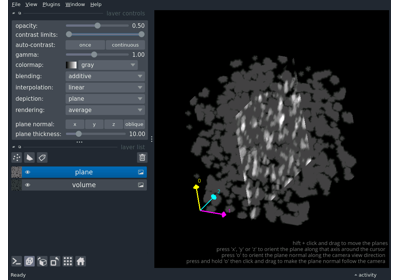 File View Plugins Window Help
layer controls
opacity: 0.50
contrast limits:
auto-contrast: once continuous
gamma: 1.00
colormap: gray
blending: additive
interpolation: linear
depiction: plane
rendering: average
plane normal: x y z oblique
plane thickness: 10.00
layer list
plane
volume
shift + click and drag to move the planes
press 'x', 'y' or 'z' to orient the plane along that axis around the cursor
press 'o' to orient the plane normal along the camera view direction
press and hold 'o' then click and drag to make the plane normal follow the camera
Ready
activity